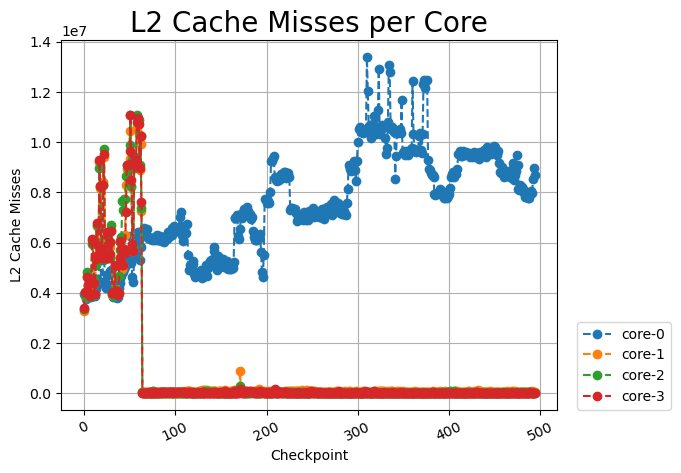 L2 Cache Misses per Core
1e7
1.4
1.2
1.0
0.8
0.6
0.4
0.2
0.0
L2 Cache Misses
0
100
200
300
400
500
Checkpoint
core-0
core-1
core-2
core-3